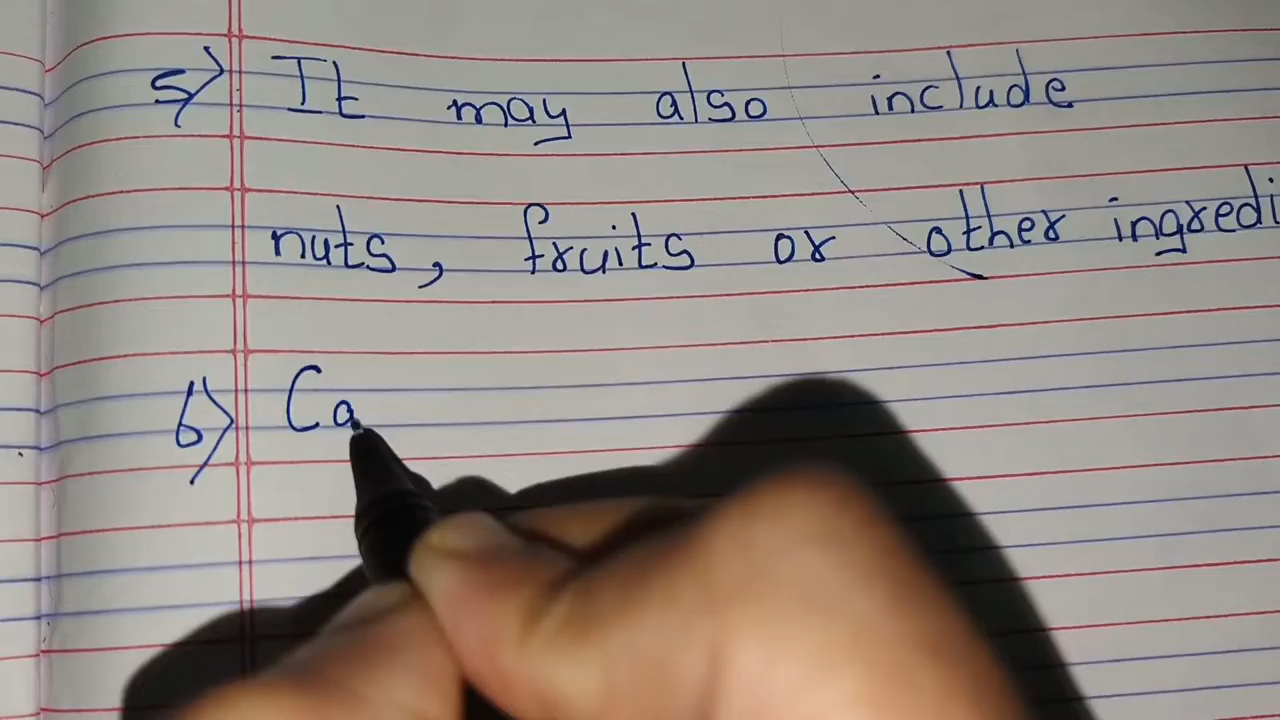 5) It may also include
nuts, fruits or other ingredi
6) Ca